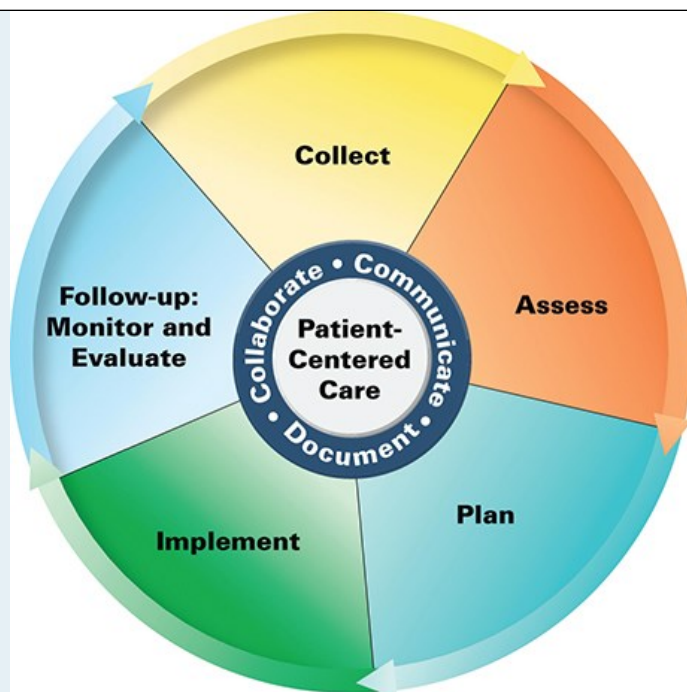 Collect
Assess
Plan
Implement
Follow-up:
Monitor and
Evaluate
Collaborate • Communicate • Document •
Patient-
Centered
Care